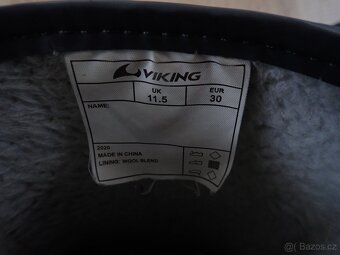 VIKING
UK EUR
11.5 30
NAME:
2020
MADE IN CHINA
LINING: WOOL BLEND
Bazos.cz